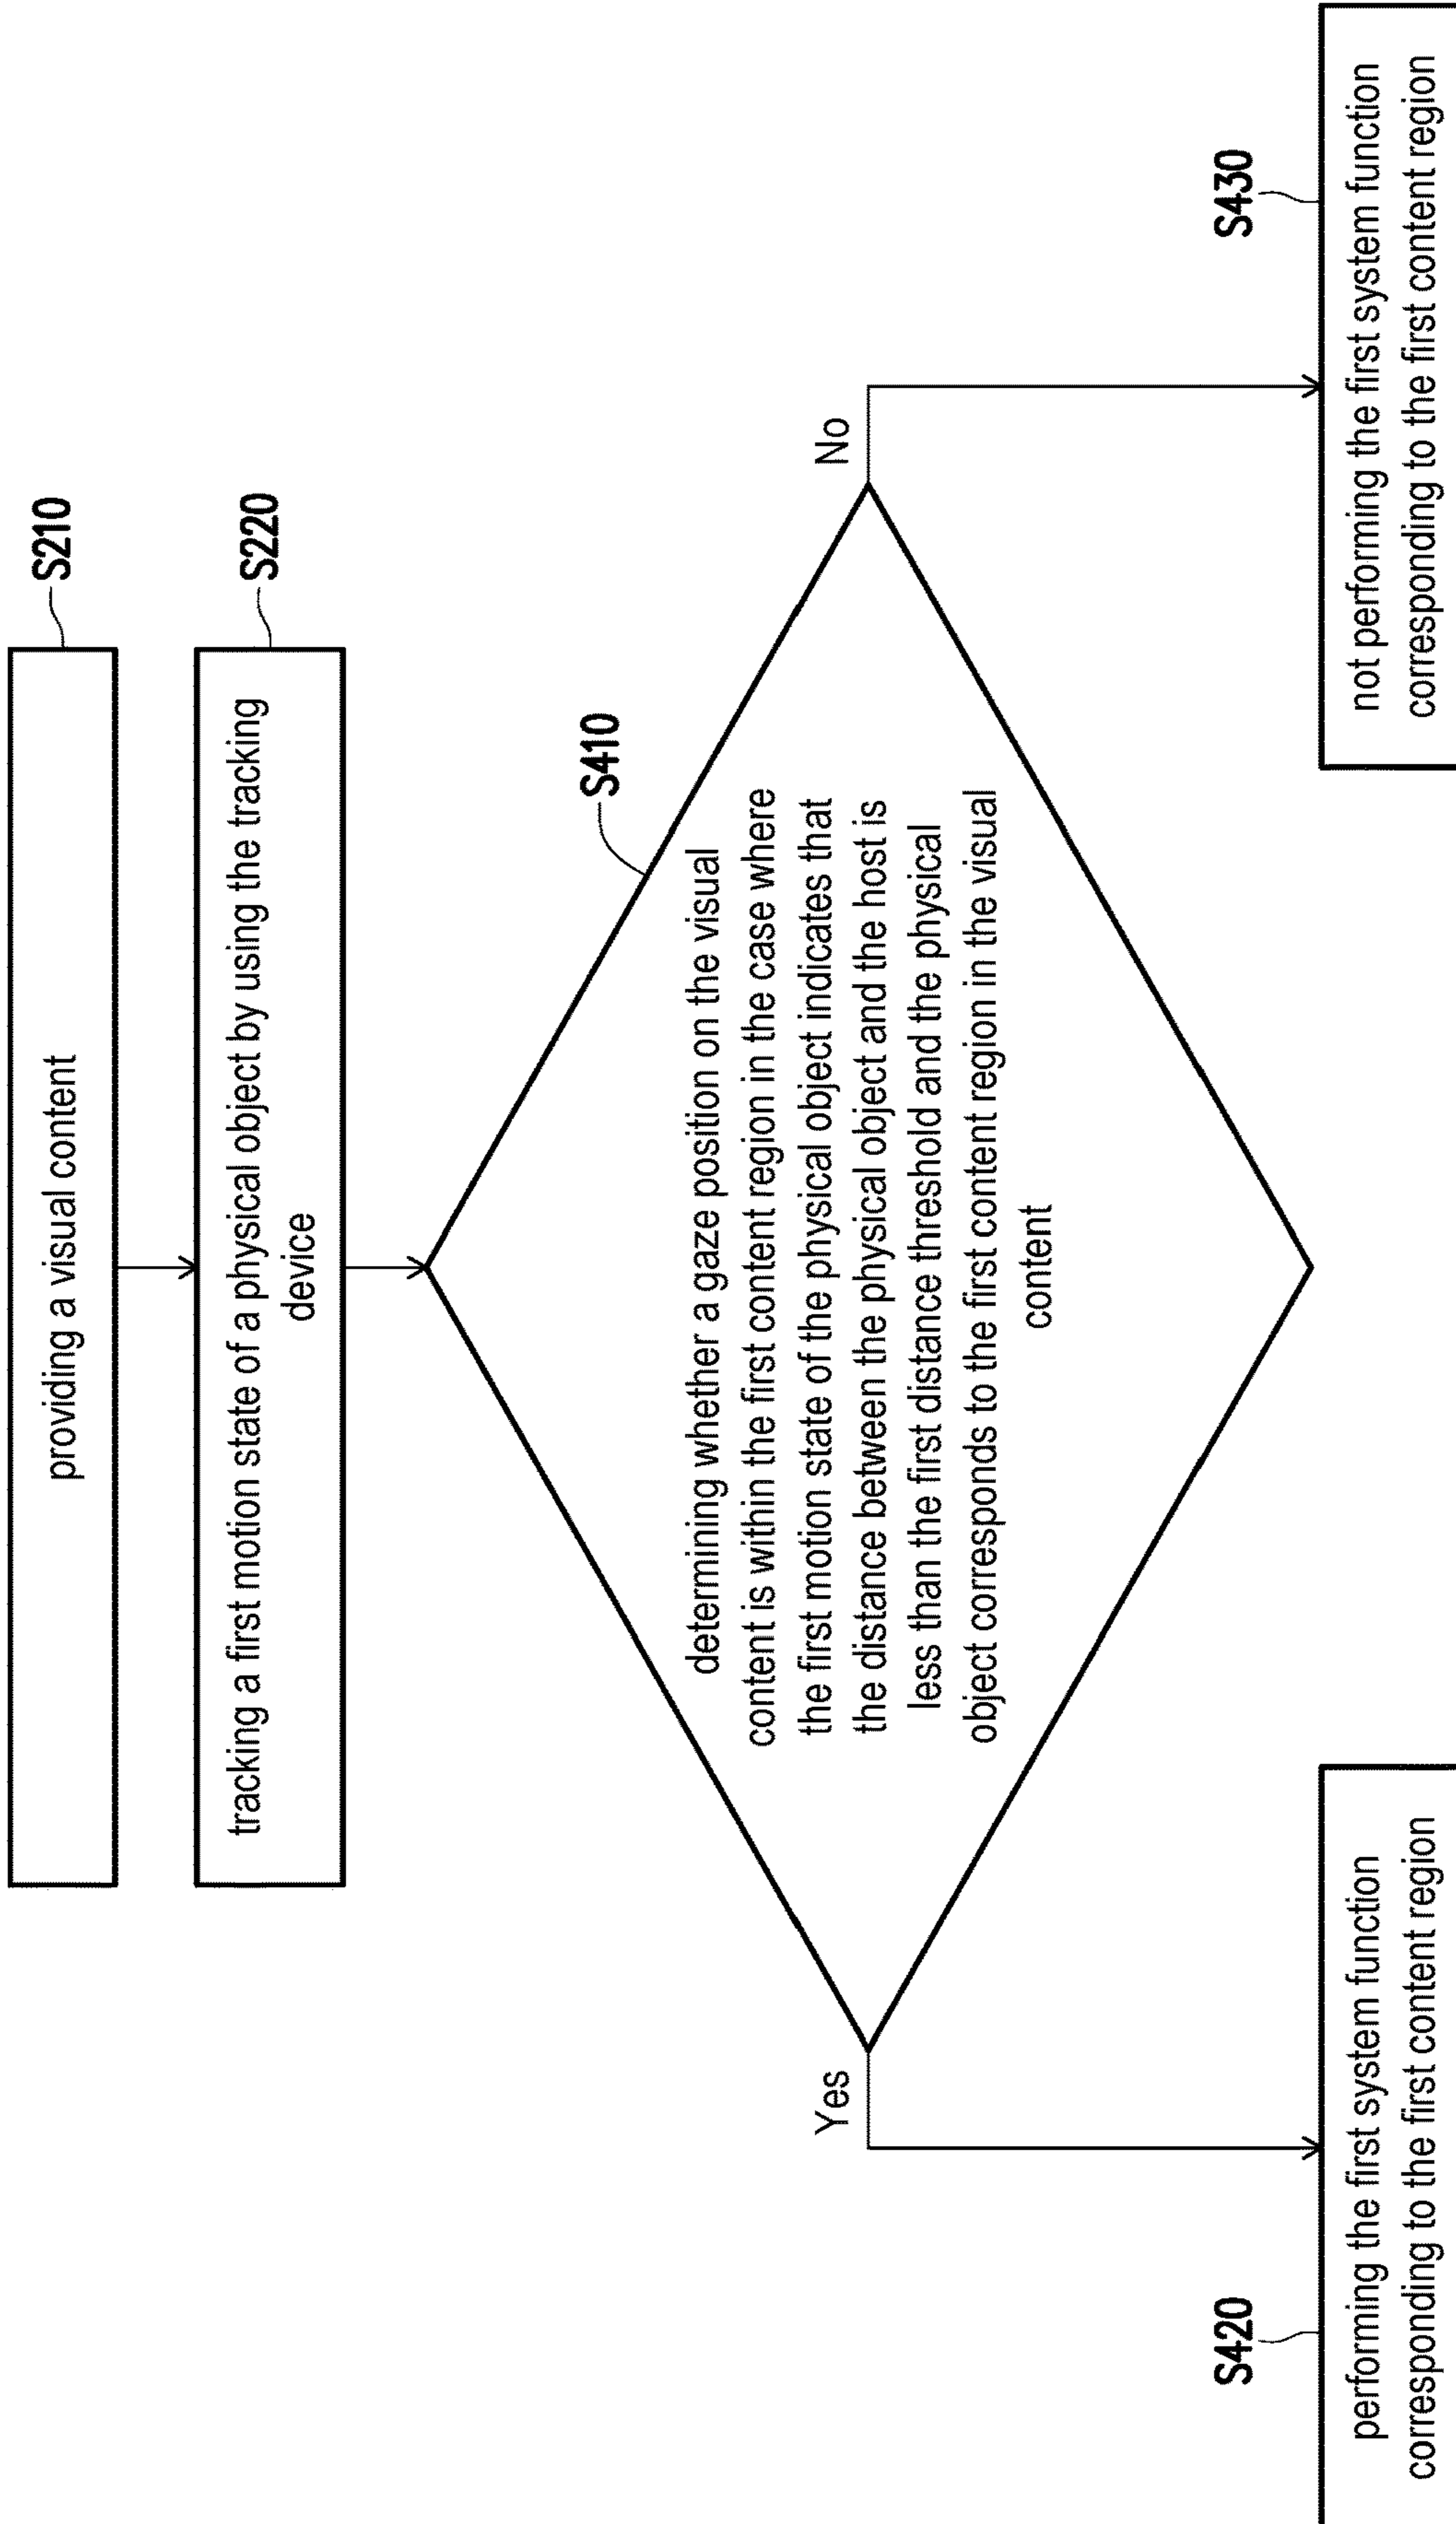 S210
providing a visual content
S220
tracking a first motion state of a physical object by using the tracking
device
S410
determining whether a gaze position on the visual
content is within the first content region in the case where
the first motion state of the physical object indicates that
the distance between the physical object and the host is
less than the first distance threshold and the physical
object corresponds to the first content region in the visual
content
Yes
No
S420
performing the first system function
corresponding to the first content region
S430
not performing the first system function
corresponding to the first content region